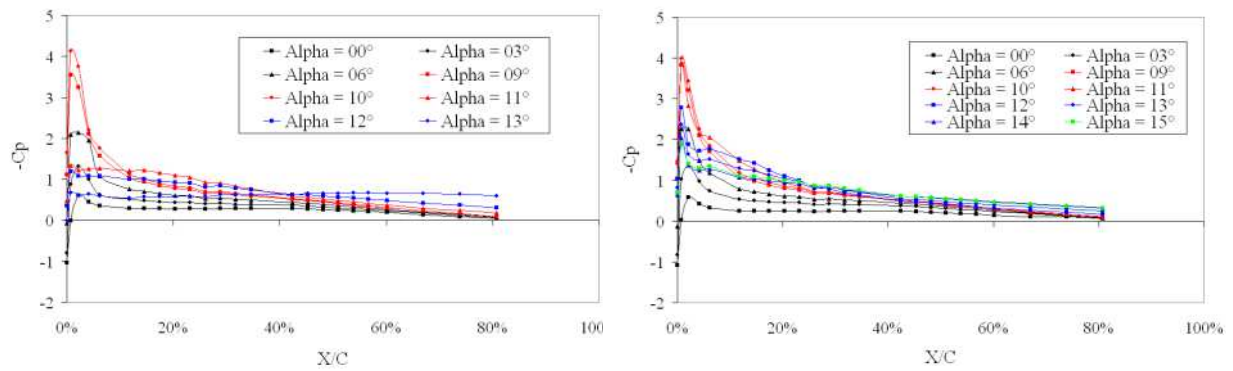 5
4
3
2
1
0
-1
-2
-Cp
Alpha = 00° Alpha = 03°
Alpha = 06° Alpha = 09°
Alpha = 10° Alpha = 11°
Alpha = 12° Alpha = 13°
0% 20% 40% 60% 80% 100
X/C
5
4
3
2
1
0
-1
-2
-Cp
Alpha = 00° Alpha = 03°
Alpha = 06° Alpha = 09°
Alpha = 10° Alpha = 11°
Alpha = 12° Alpha = 13°
Alpha = 14° Alpha = 15°
0% 20% 40% 60% 80% 100%
X/C